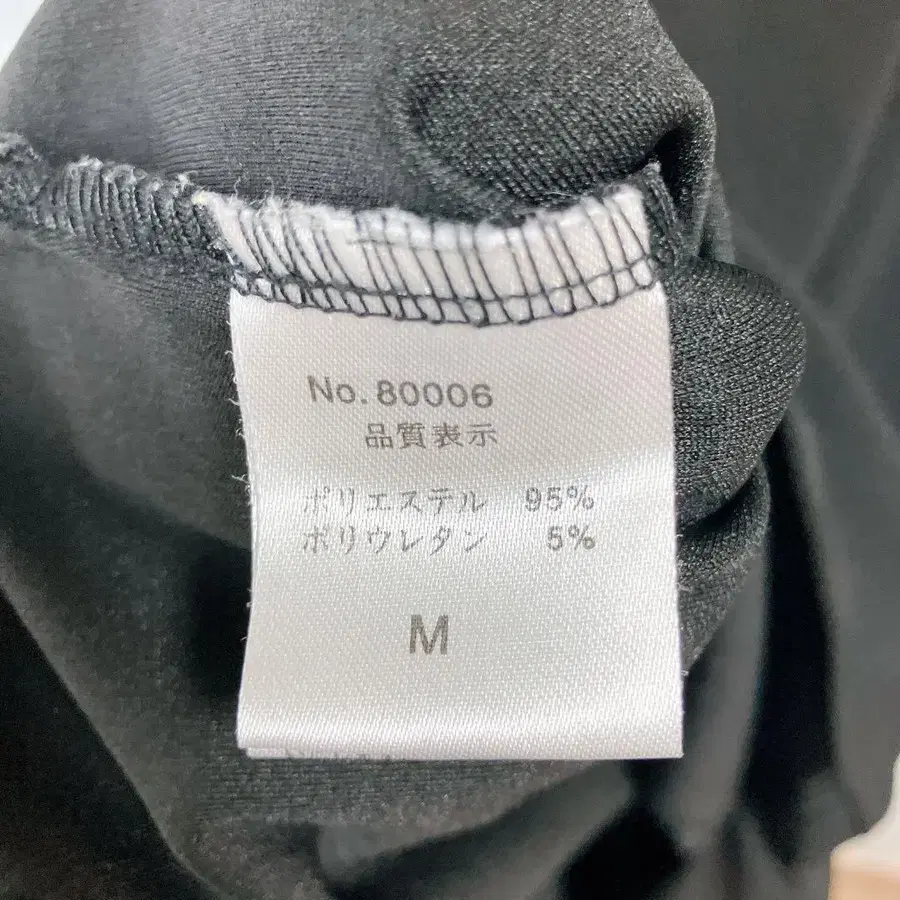 No. 80006
品質表示
ポリエステル 95%
ポリウレタン 5%
M